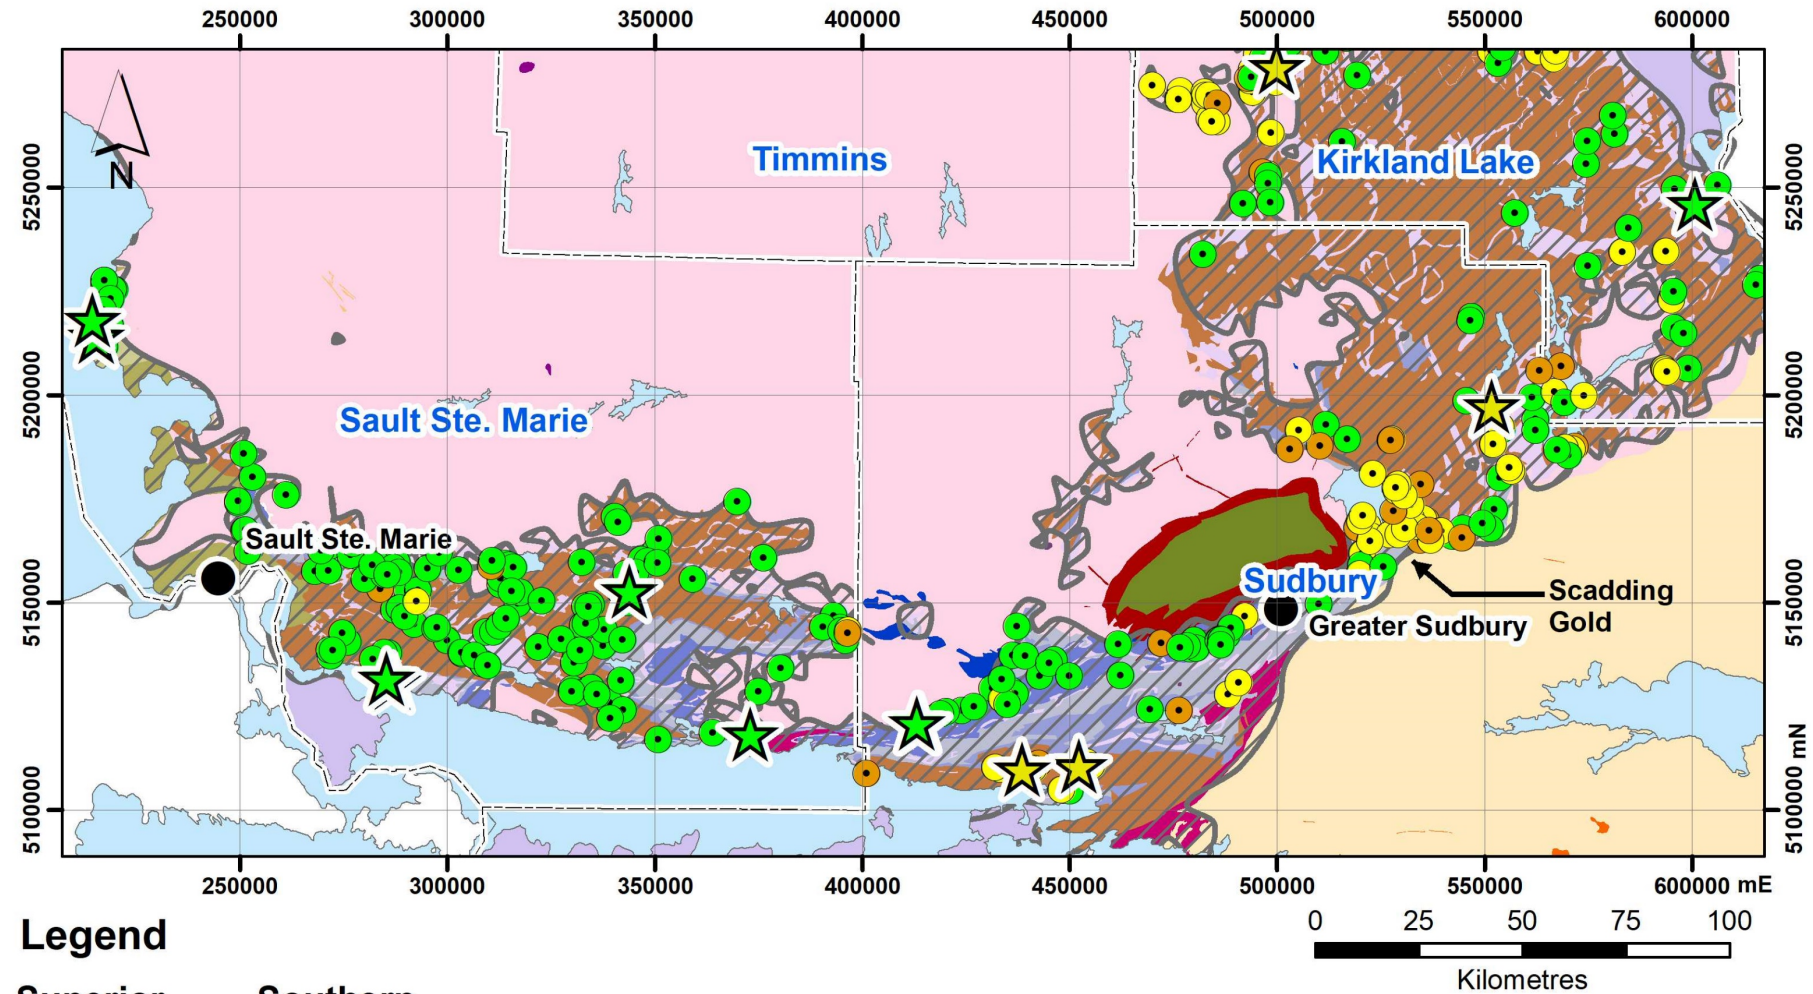 250000 300000 350000 400000 450000 500000 550000 600000
N
Timmins
Kirkland Lake
5250000
5250000
Sault Ste. Marie
5200000
5200000
Sault Ste. Marie
5150000
5150000
Sudbury
Scadding
Gold
Greater Sudbury
5100000
5100000 mN
250000 300000 350000 400000 450000 500000 550000 600000 mE
Legend
0 25 50 75 100
Kilometres
Superior Southern